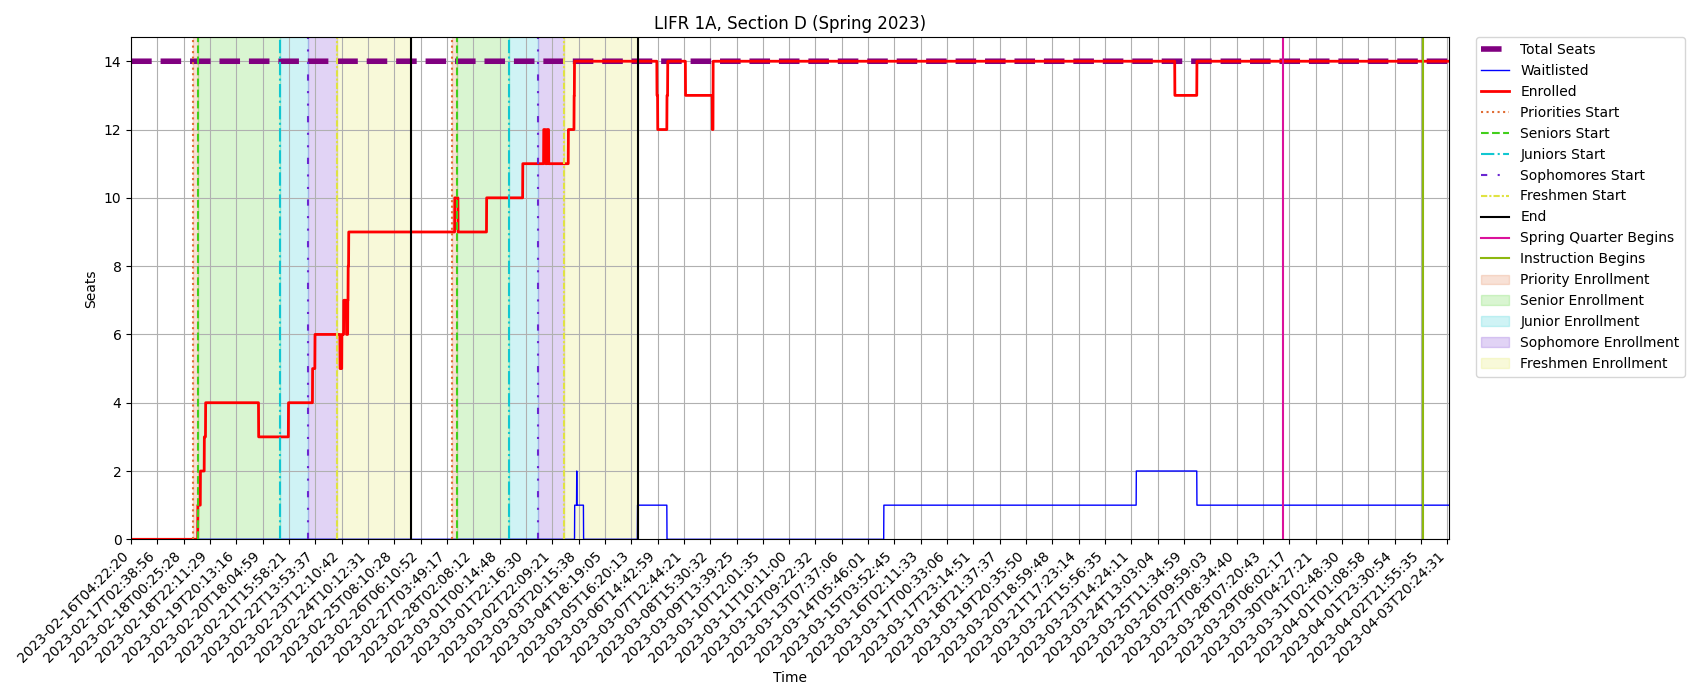 LIFR 1A, Section D (Spring 2023)
Seats
14
12
10
8
6
4
2
0
2023-02-16T04:22:20
2023-02-17T02:38:56
2023-02-18T00:25:28
2023-02-18T22:11:29
2023-02-19T20:13:16
2023-02-20T18:04:59
2023-02-21T15:58:21
2023-02-22T13:53:37
2023-02-23T12:10:42
2023-02-24T10:12:31
2023-02-25T08:10:28
2023-02-26T06:10:52
2023-02-27T03:49:17
2023-02-28T02:08:12
2023-03-01T00:14:48
2023-03-01T22:16:30
2023-03-02T22:09:21
2023-03-03T20:15:38
2023-03-04T18:19:05
2023-03-05T16:20:13
2023-03-06T14:42:59
2023-03-07T12:44:21
2023-03-08T15:30:32
2023-03-09T13:39:25
2023-03-10T12:01:35
2023-03-11T10:11:00
2023-03-12T09:22:32
2023-03-13T07:37:06
2023-03-14T05:46:01
2023-03-15T03:52:45
2023-03-16T02:11:33
2023-03-17T00:33:06
2023-03-17T23:14:51
2023-03-18T21:37:37
2023-03-19T20:35:50
2023-03-20T18:59:48
2023-03-21T17:23:14
2023-03-22T15:56:35
2023-03-23T14:24:11
2023-03-24T13:03:04
2023-03-25T11:34:59
2023-03-26T09:59:03
2023-03-27T08:34:40
2023-03-28T07:20:43
2023-03-29T06:02:17
2023-03-30T04:27:21
2023-03-31T02:48:30
2023-04-01T01:08:58
2023-04-01T23:30:54
2023-04-02T21:55:35
2023-04-03T20:24:31
Time
Total Seats
Waitlisted
Enrolled
Priorities Start
Seniors Start
Juniors Start
Sophomores Start
Freshmen Start
End
Spring Quarter Begins
Instruction Begins
Priority Enrollment
Senior Enrollment
Junior Enrollment
Sophomore Enrollment
Freshmen Enrollment